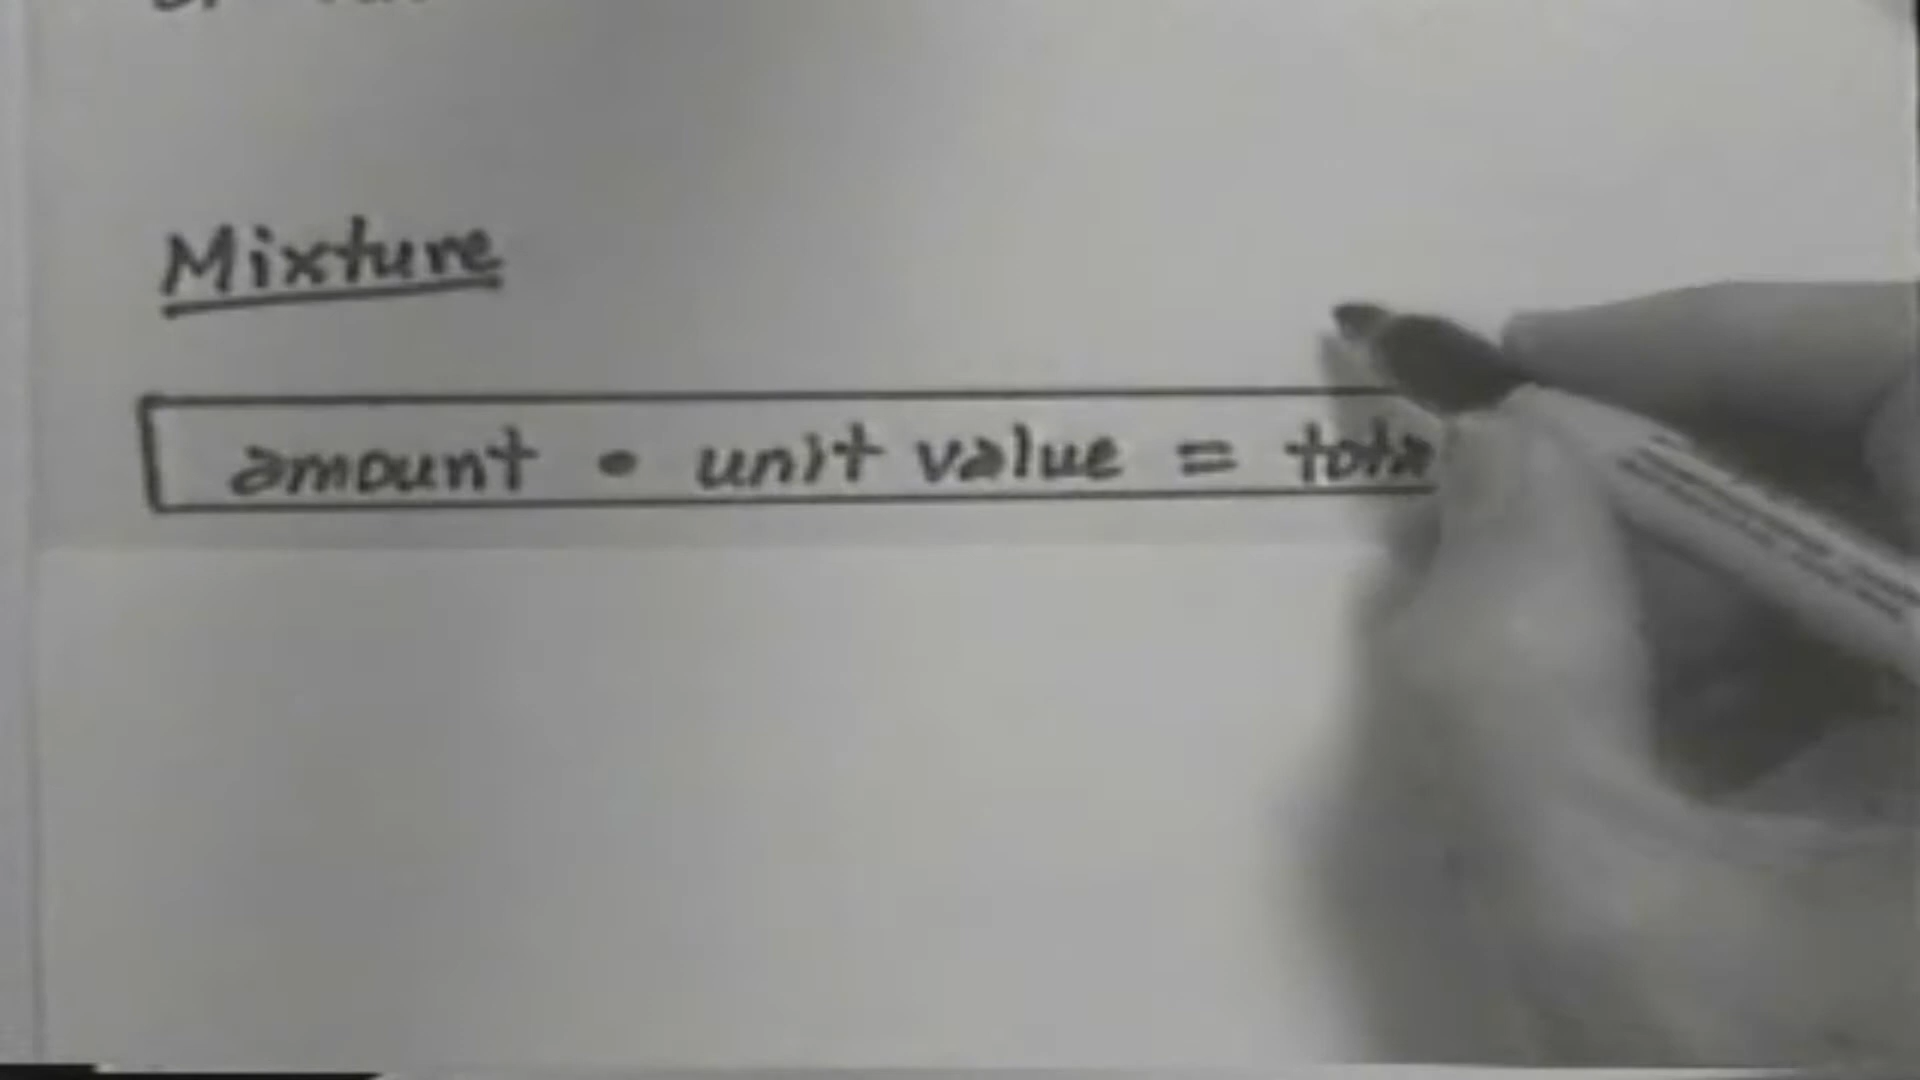 Mixture
amount • unit value = tota